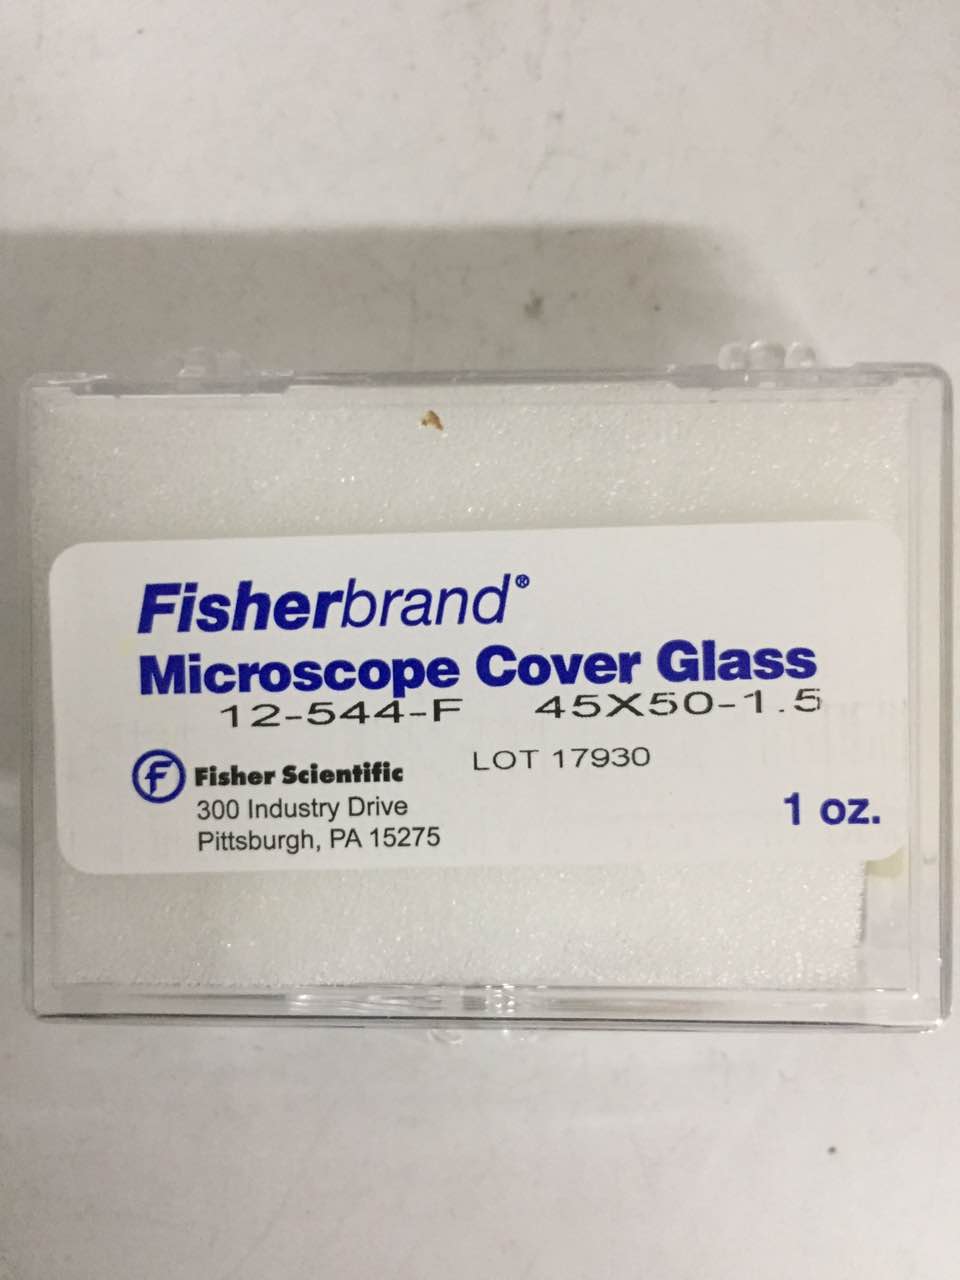 Fisherbrand®
Microscope Cover Glass
12-544-F 45X50-1.5
LOT 17930
f Fisher Scientific
300 Industry Drive
Pittsburgh, PA 15275
1 oz.